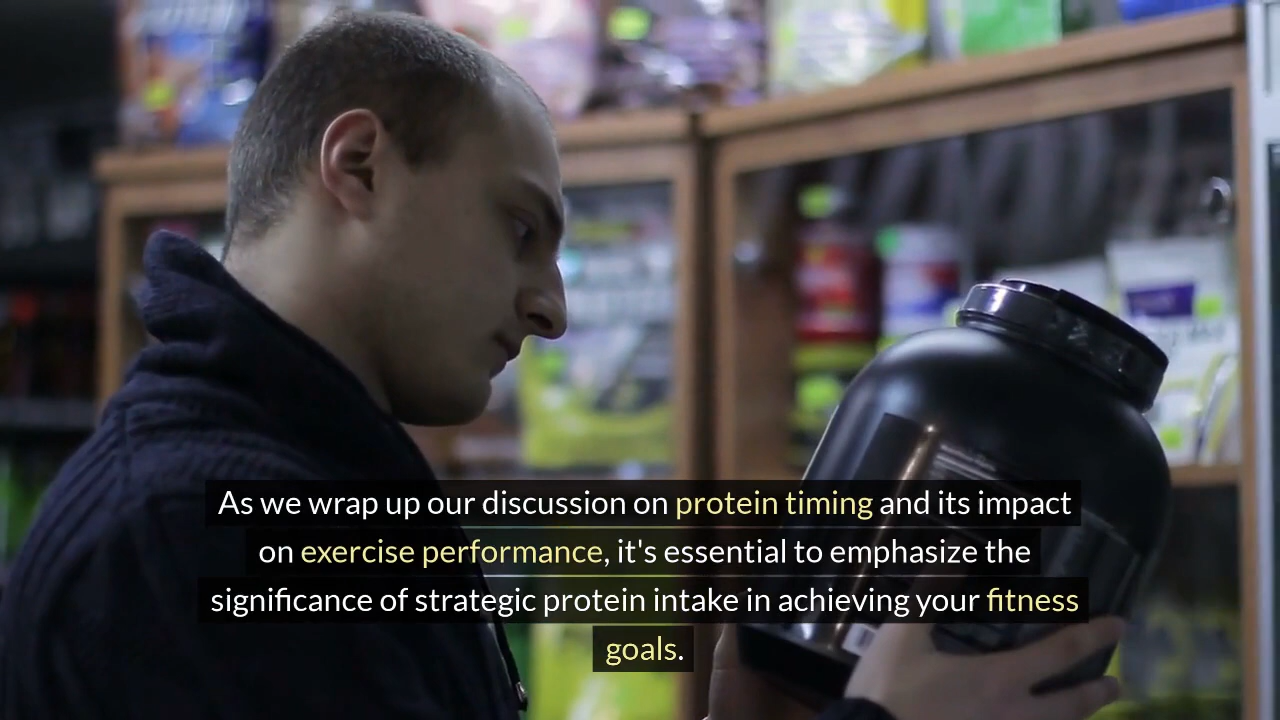 As we wrap up our discussion on protein timing and its impact
on exercise performance, it's essential to emphasize the
significance of strategic protein intake in achieving your fitness
goals.